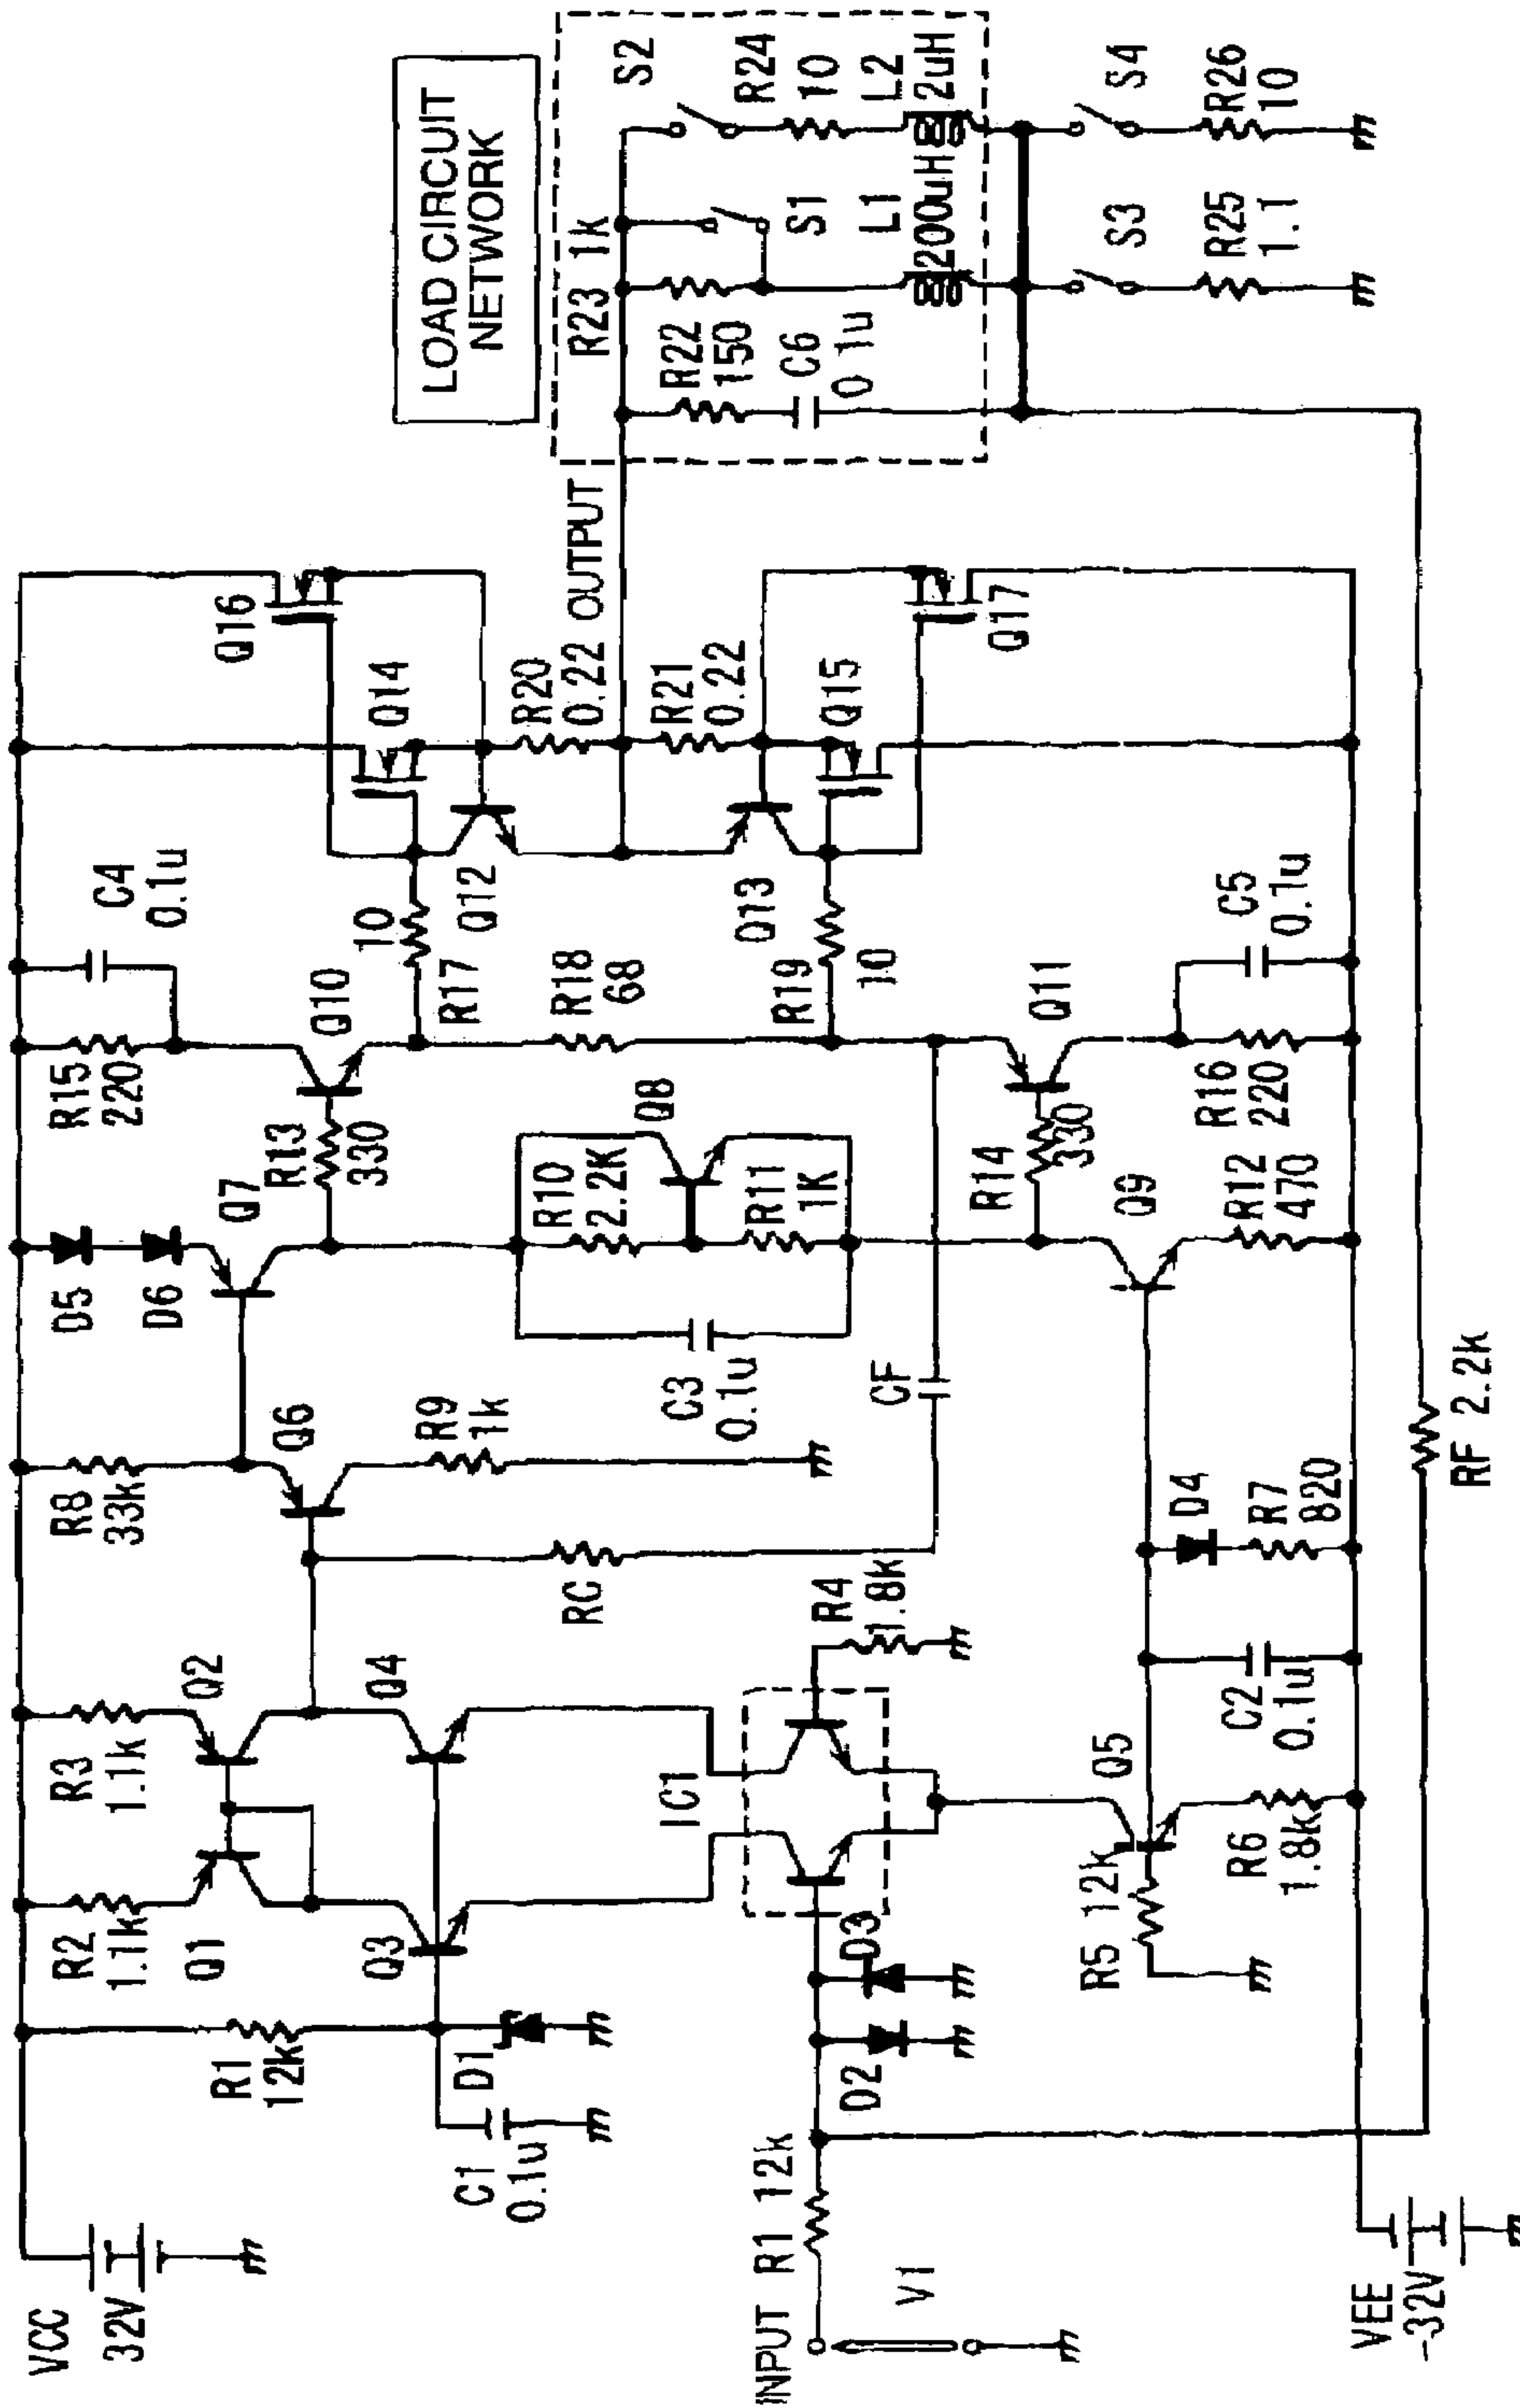 VCC
32V
R1
12k
C1
0.1u
D1
R2
1.1k
Q1
Q3
R3
1.1k
Q2
Q4
IC1
R4
1.8k
D2
D3
INPUT
R1 12k
V1
VEE
-32V
R5 12k
Q5
R6
1.8k
C2
0.1u
D4
R7
820
R8
33k
Q6
R9
1k
RC
CF
D5
D6
Q7
R13
330
R10
2.2K
Q8
R11
1K
C3
0.1u
R14
330
Q9
R12
470
RF 2.2k
R15
220
C4
0.1u
Q10
R17
10
R18
68
R19
10
Q11
R16
220
C5
0.1u
Q12
Q13
Q14
Q16
R20
0.22
R21
0.22
Q15
Q17
OUTPUT
LOAD CIRCUIT
NETWORK
R22
150
C6
0 1u
R23 1k
S1
L1
200uH
S2
R24
10
L2
2uH
S3
R25
1.1
S4
R26
10